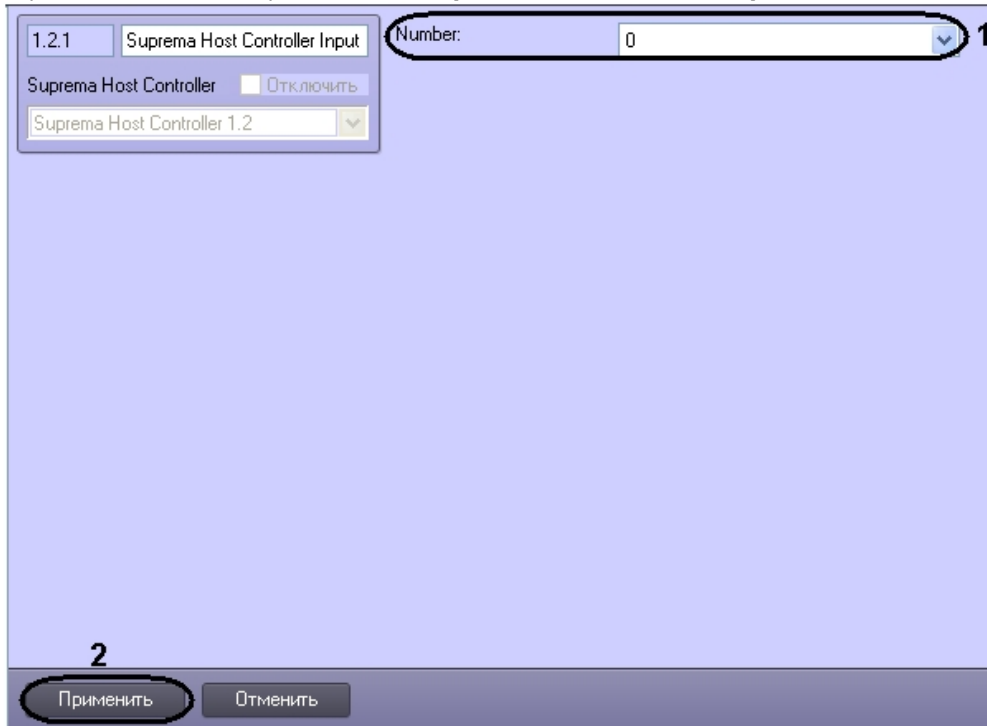 1.2.1 Suprema Host Controller Input
Number: 0 1
Suprema Host Controller Отключить
Suprema Host Controller 1.2
2
Применить Отменить